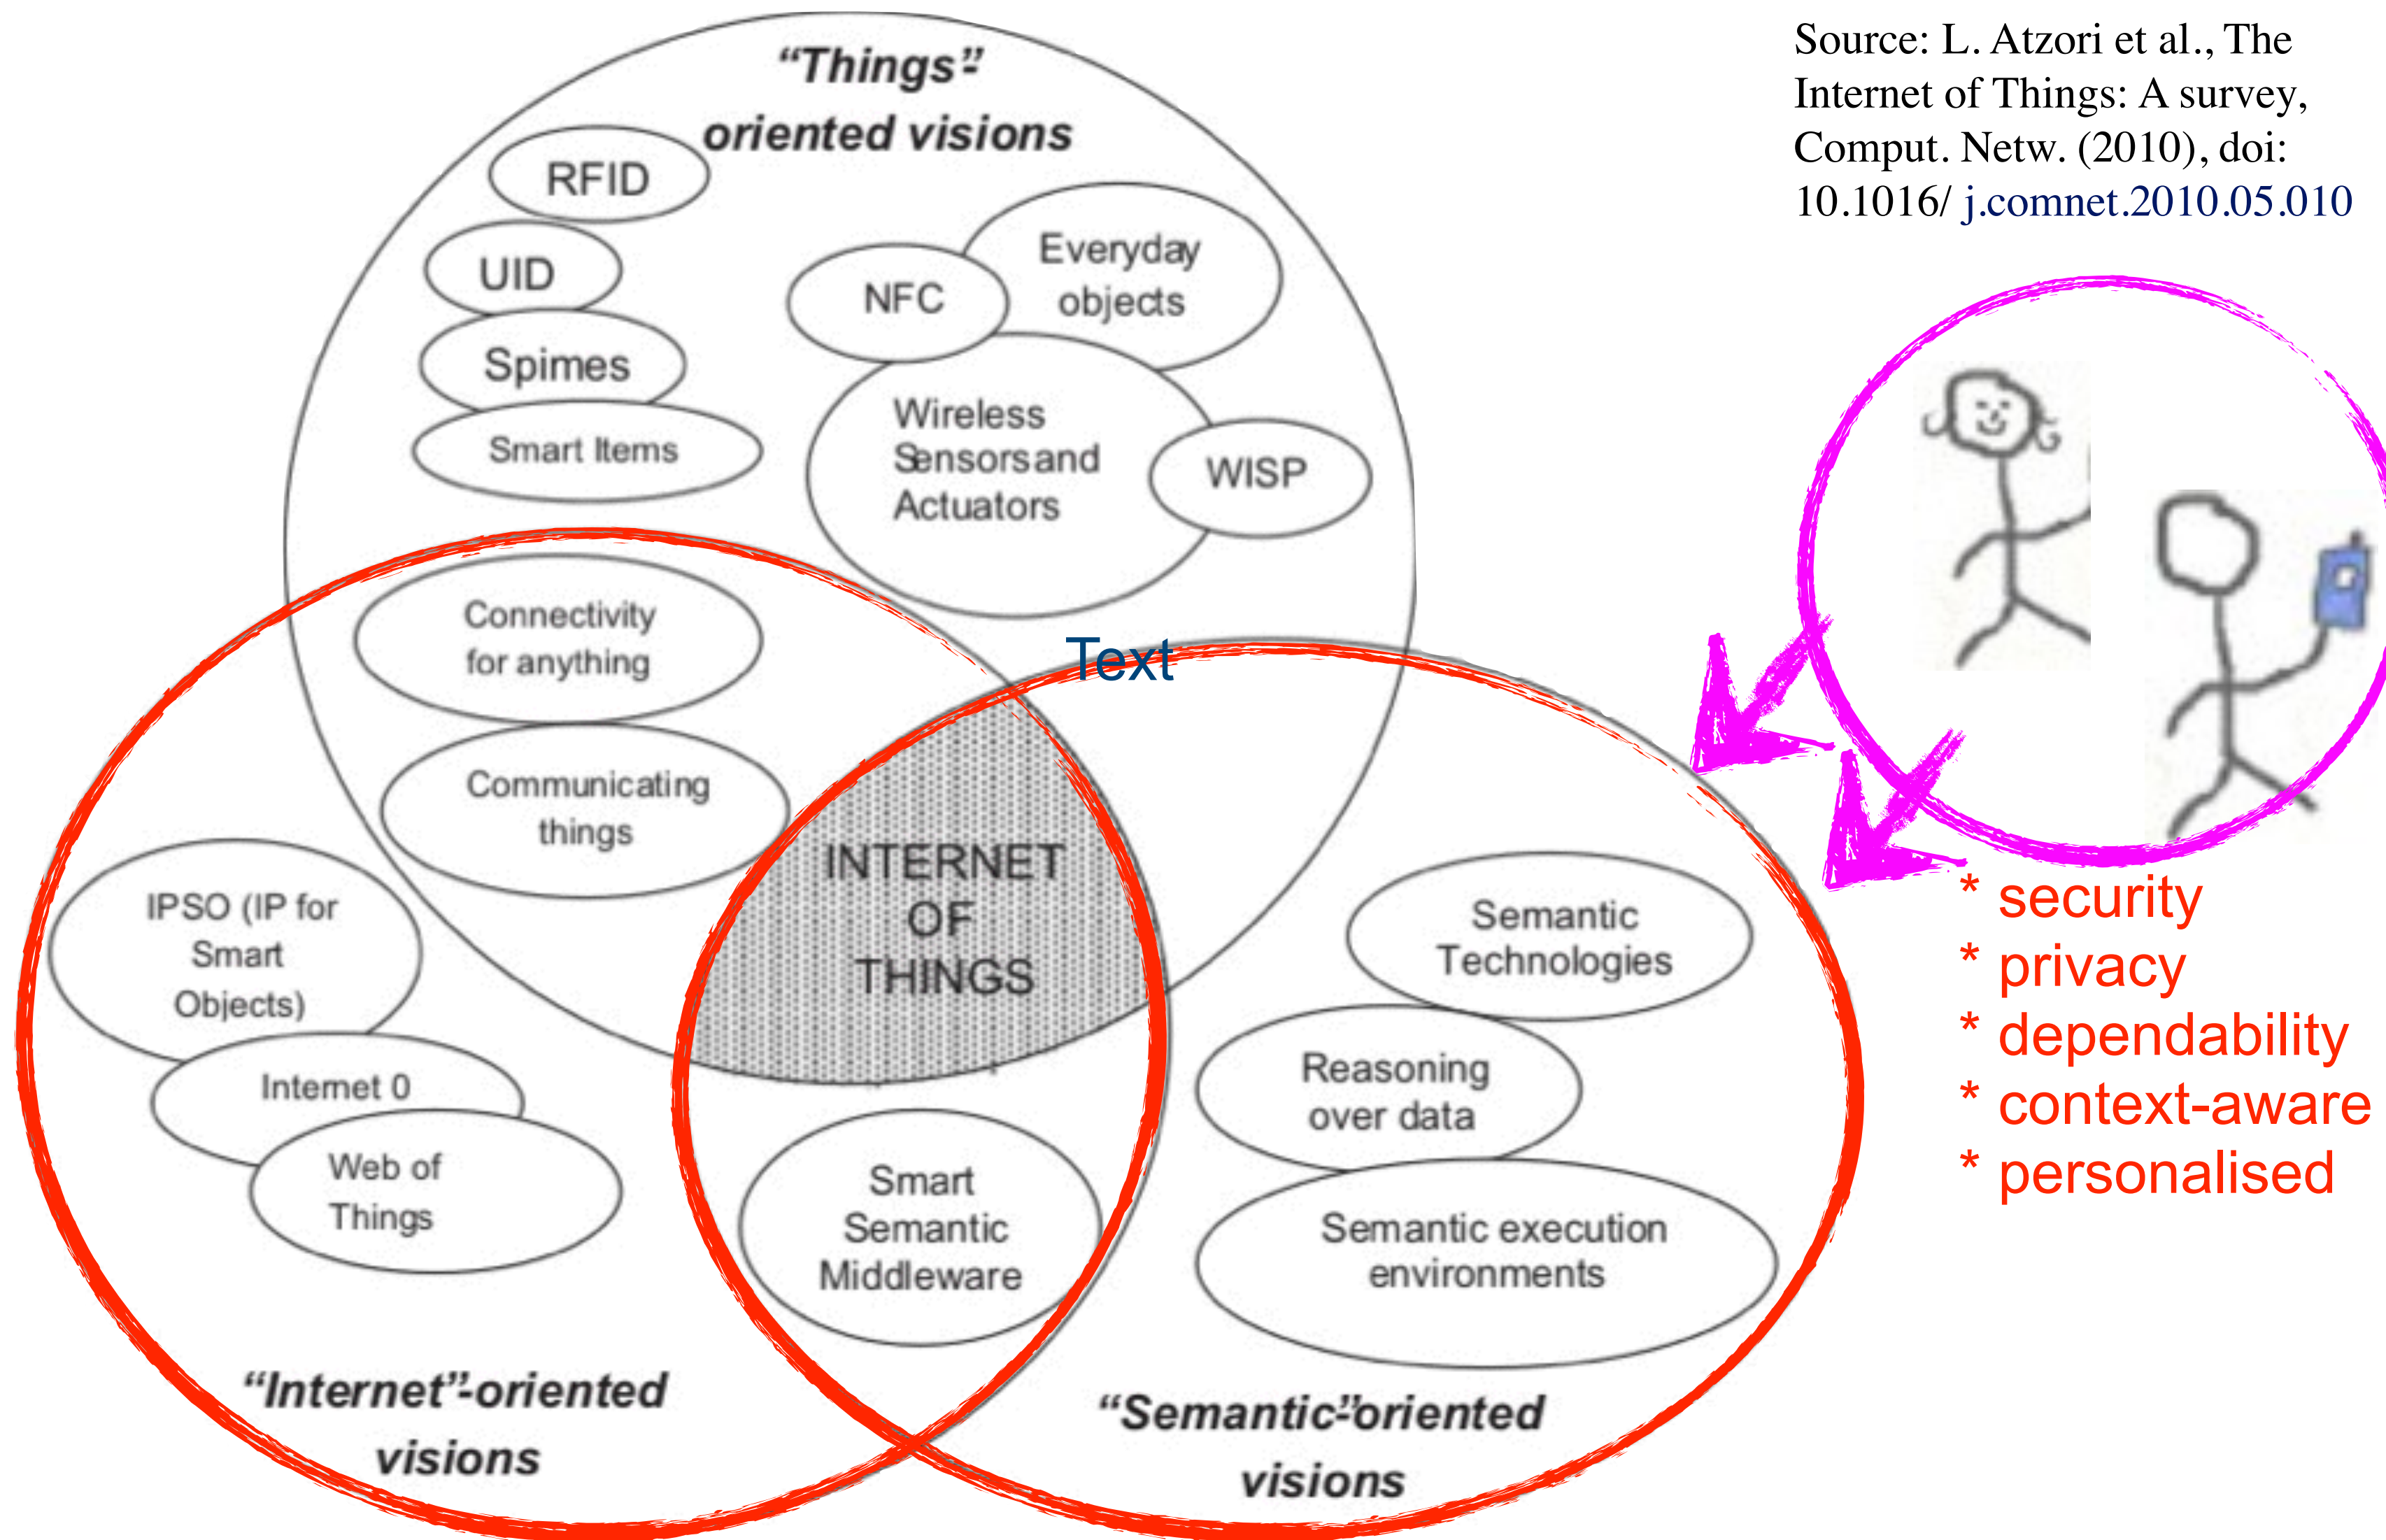 Source: L. Atzori et al., The
Internet of Things: A survey,
Comput. Netw. (2010), doi:
10.1016/ j.comnet.2010.05.010
“Things”-
oriented visions
RFID
UID
Spimes
Smart Items
NFC
Everyday
objects
Wireless
Sensors and
Actuators
WISP
Connectivity
for anything
Communicating
things
Text
INTERNET
OF
THINGS
IPSO (IP for
Smart
Objects)
Internet 0
Web of
Things
Smart
Semantic
Middleware
Semantic
Technologies
Reasoning
over data
Semantic execution
environments
“Internet”-oriented
visions
“Semantic-”oriented
visions
* security
* privacy
* dependability
* context-aware
* personalised